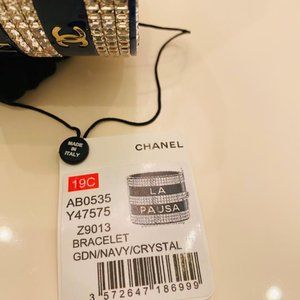 MADE IN
ITALY
CHANEL
19C
AB0535
Y47575
Z9013
BRACELET
GDN/NAVY/CRYSTAL
LA
PAUSA
3 572647 186999